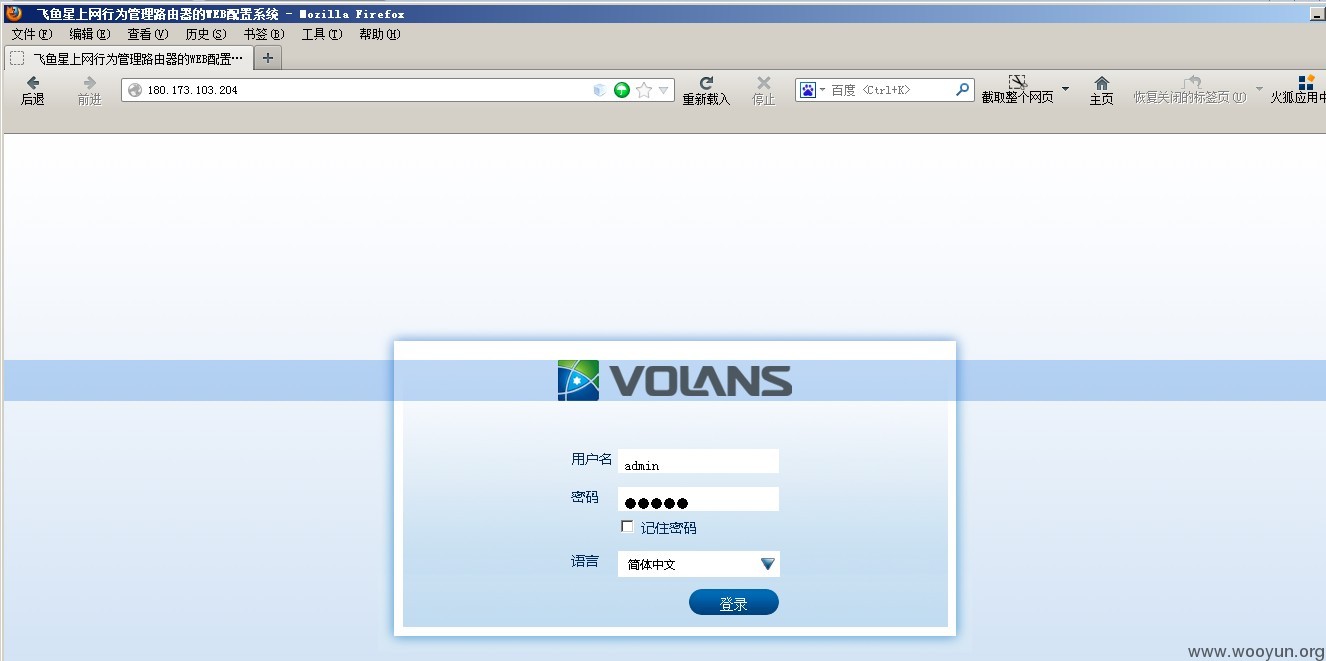 飞鱼星上网行为管理路由器的WEB配置系统 - Mozilla Firefox
文件(F) 编辑(E) 查看(V) 历史(S) 书签(B) 工具(T) 帮助(H)
飞鱼星上网行为管理路由器的WEB配置… +
180.173.103.204 百度 <Ctrl+K>
后退 前进 重新载入 停止 截取整个网页 主页 恢复关闭的标签页(U) 火狐应用中
VOLANS
用户名 admin
密码 ●●●●●
记住密码
语言 简体中文
登录
www.wooyun.org